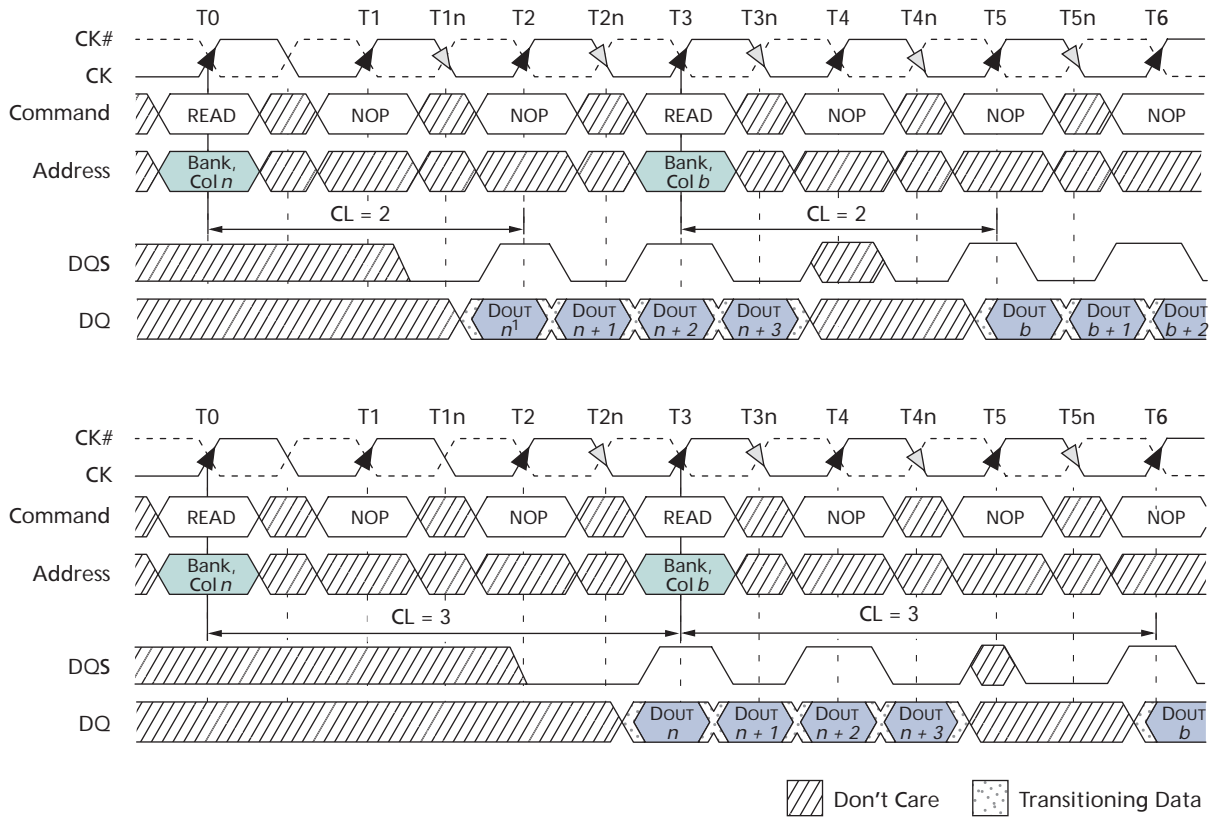 T0 T1 T1n T2 T2n T3 T3n T4 T4n T5 T5n T6
CK#
CK
Command READ NOP NOP READ NOP NOP NOP
Address Bank, Col n Bank, Col b
CL = 2 CL = 2
DQS
DQ DOUT n¹ DOUT n + 1 DOUT n + 2 DOUT n + 3 DOUT b DOUT b + 1 DOUT b + 2
T0 T1 T1n T2 T2n T3 T3n T4 T4n T5 T5n T6
CK#
CK
Command READ NOP NOP READ NOP NOP NOP
Address Bank, Col n Bank, Col b
CL = 3 CL = 3
DQS
DQ DOUT n DOUT n + 1 DOUT n + 2 DOUT n + 3 DOUT b
Don't Care Transitioning Data